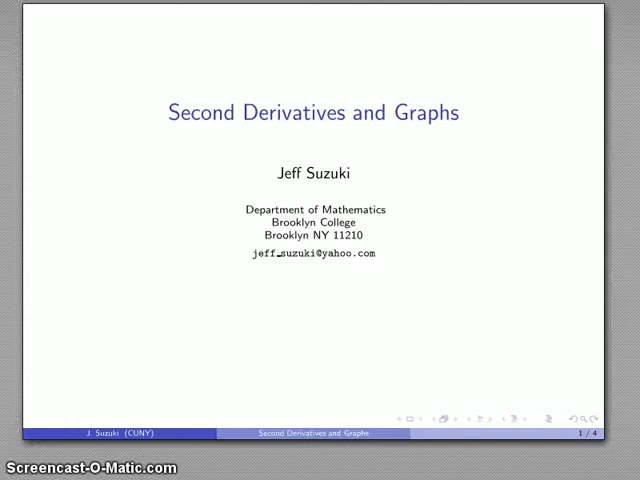 Second Derivatives and Graphs
Jeff Suzuki
Department of Mathematics
Brooklyn College
Brooklyn NY 11210
jeff_suzuki@yahoo.com
J. Suzuki (CUNY)
Second Derivatives and Graphs
1 / 4
Screencast-O-Matic.com